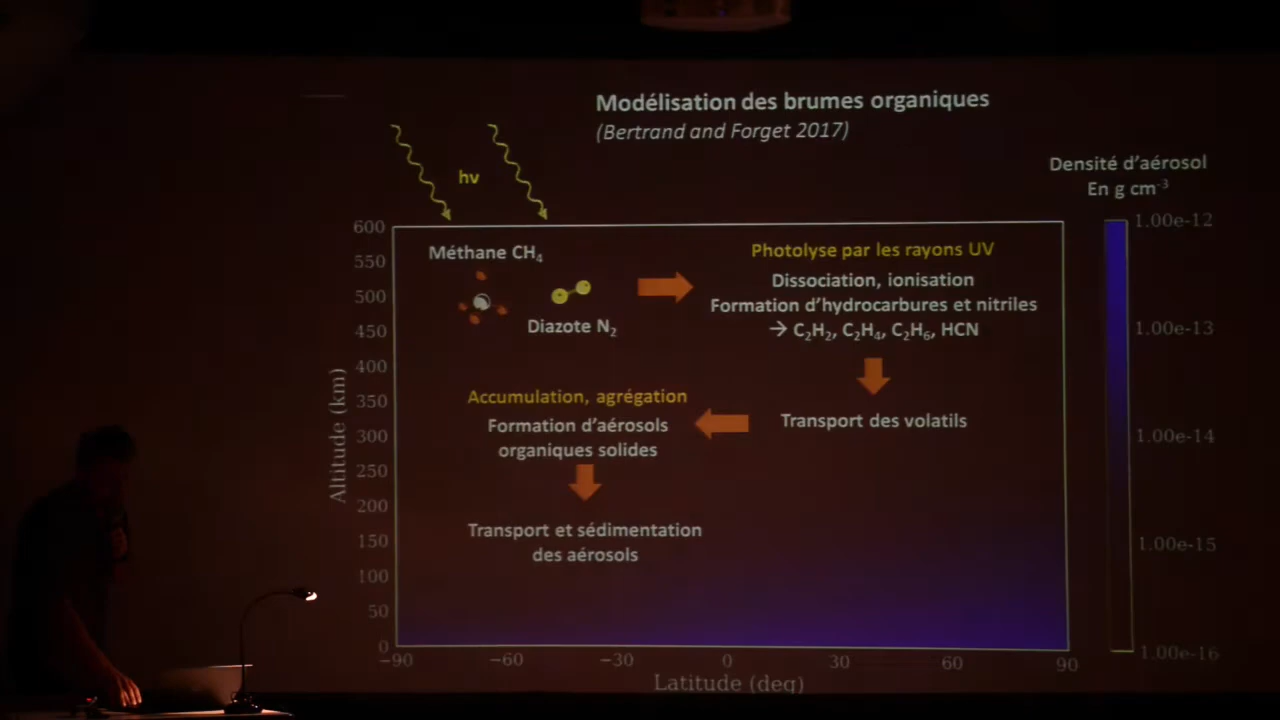 Modélisation des brumes organiques
(Bertrand and Forget 2017)
Densité d'aérosol
En g cm⁻³
hν
600
550
500
450
400
350
300
250
200
150
100
50
0
Altitude (km)
Méthane CH₄
Diazote N₂
Photolyse par les rayons UV
Dissociation, ionisation
Formation d'hydrocarbures et nitriles
→ C₂H₂, C₂H₄, C₂H₆, HCN
Transport des volatils
Accumulation, agrégation
Formation d'aérosols
organiques solides
Transport et sédimentation
des aérosols
−90 −60 −30 0 30 60 90
Latitude (deg)
1.00e-12
1.00e-13
1.00e-14
1.00e-15
1.00e-16